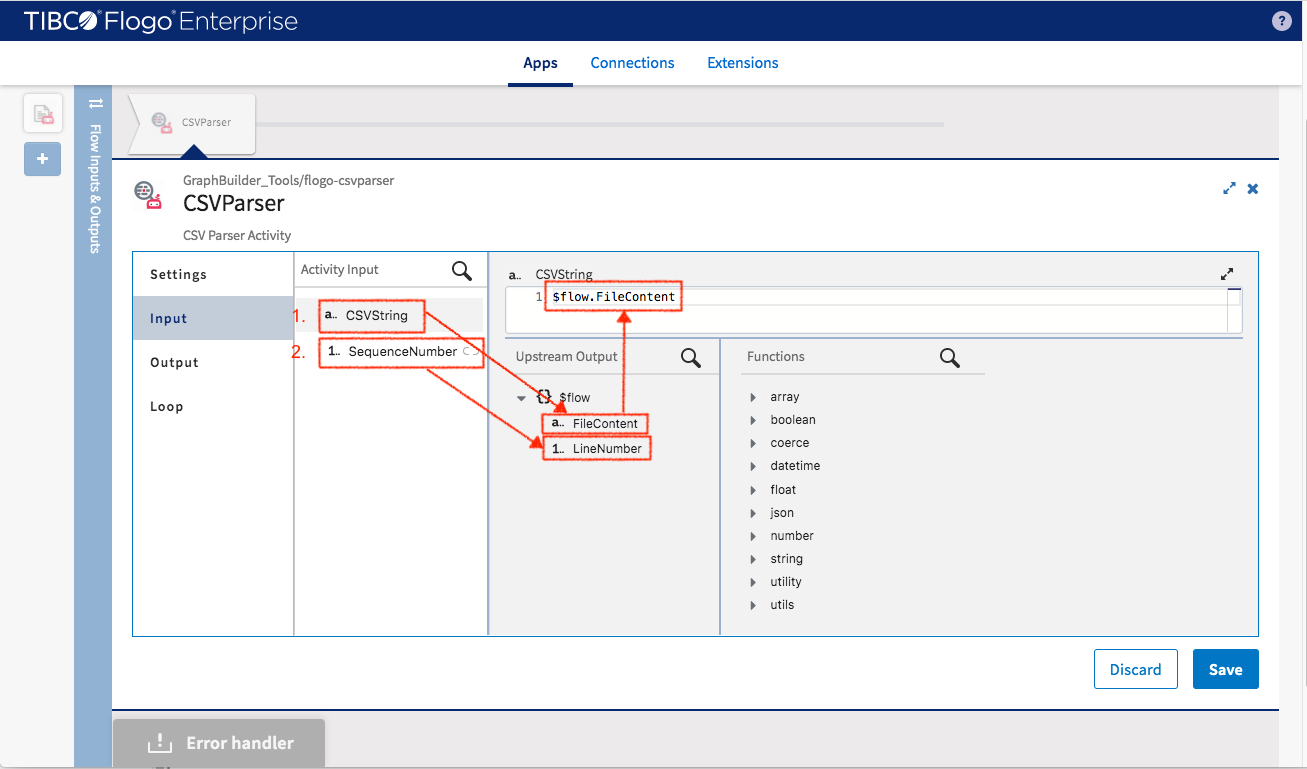 TIBCO® Flogo® Enterprise
?
Apps Connections Extensions
Flow Inputs & Outputs
CSVParser
GraphBuilder_Tools/flogo-csvparser
CSVParser
CSV Parser Activity
Settings
Input
Output
Loop
Activity Input
1. a.. CSVString
2. 1.. SequenceNumber
a.. CSVString
1 $flow.FileContent
Upstream Output
{} $flow
a.. FileContent
1.. LineNumber
Functions
array
boolean
coerce
datetime
float
json
number
string
utility
utils
Discard
Save
Error handler